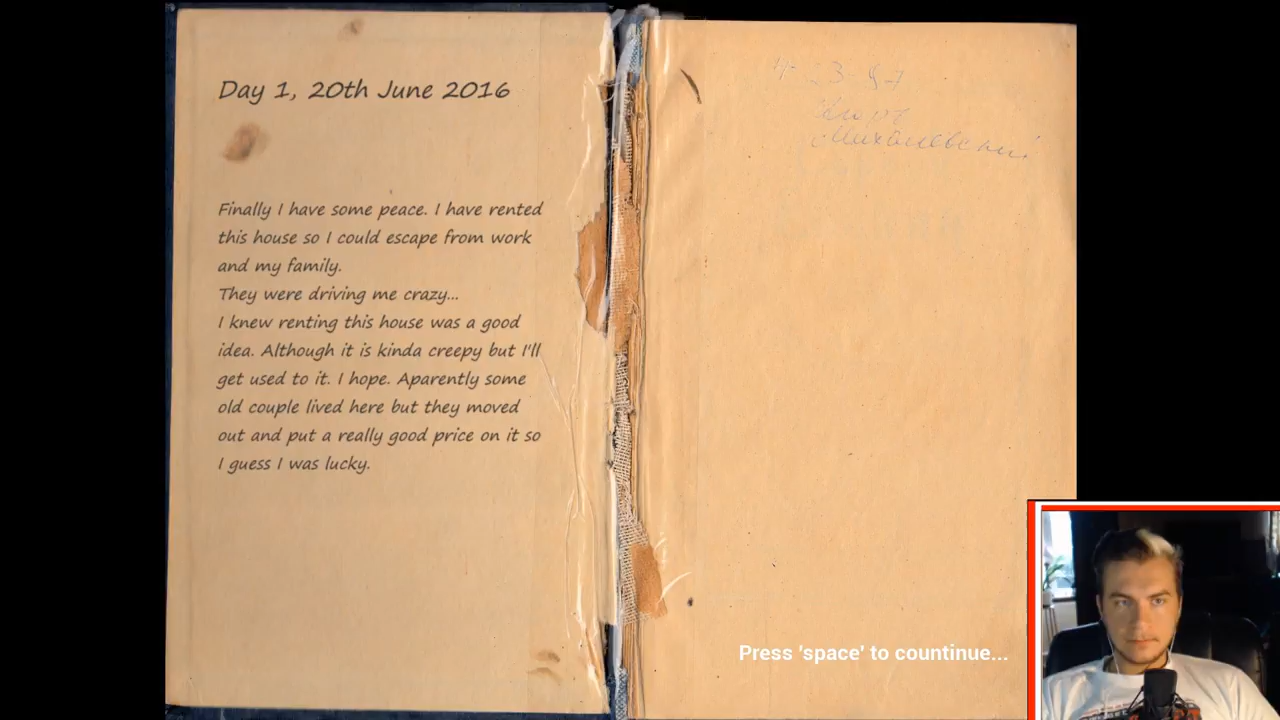 Day 1, 20th June 2016
Finally I have some peace. I have rented
this house so I could escape from work
and my family.
They were driving me crazy...
I knew renting this house was a good
idea. Although it is kinda creepy but I'll
get used to it. I hope. Aparently some
old couple lived here but they moved
out and put a really good price on it so
I guess I was lucky.
Press 'space' to countinue...